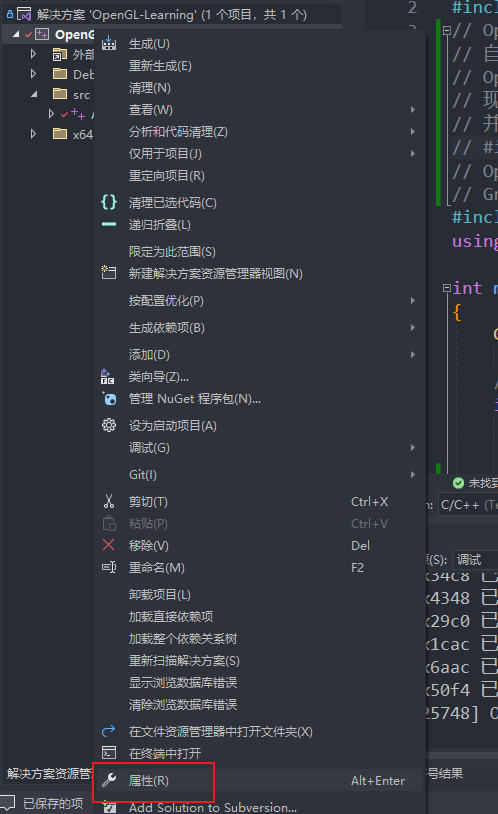 解决方案 'OpenGL-Learning' (1 个项目，共 1 个)
OpenG
外部
Deb
src
x64
生成(U)
重新生成(E)
清理(N)
查看(W)
分析和代码清理(Z)
仅用于项目(J)
重定向项目(R)
清理已选代码(C)
递归折叠(L)
限定为此范围(S)
新建解决方案资源管理器视图(N)
按配置优化(P)
生成依赖项(B)
添加(D)
类向导(Z)...
管理 NuGet 程序包(N)...
设为启动项目(A)
调试(G)
Git(I)
剪切(T) Ctrl+X
粘贴(P) Ctrl+V
移除(V) Del
重命名(M) F2
卸载项目(L)
加载直接依赖项
加载整个依赖关系树
重新扫描解决方案(S)
显示浏览数据库错误
清除浏览数据库错误
在文件资源管理器中打开文件夹(X)
在终端中打开
属性(R) Alt+Enter
Add Solution to Subversion...
解决方案资源管
已保存的项
2 #incl
3 // Op
// 自
// Op
// 现
// 并
// #i
// Op
// Gr
#incl
using
int
{
未找到
C/C++ (Te
(S): 调试
x34c8 已
x4348 已
x29c0 已
x1cac 已
x6aac 已
x50f4 已
25748]
号结果